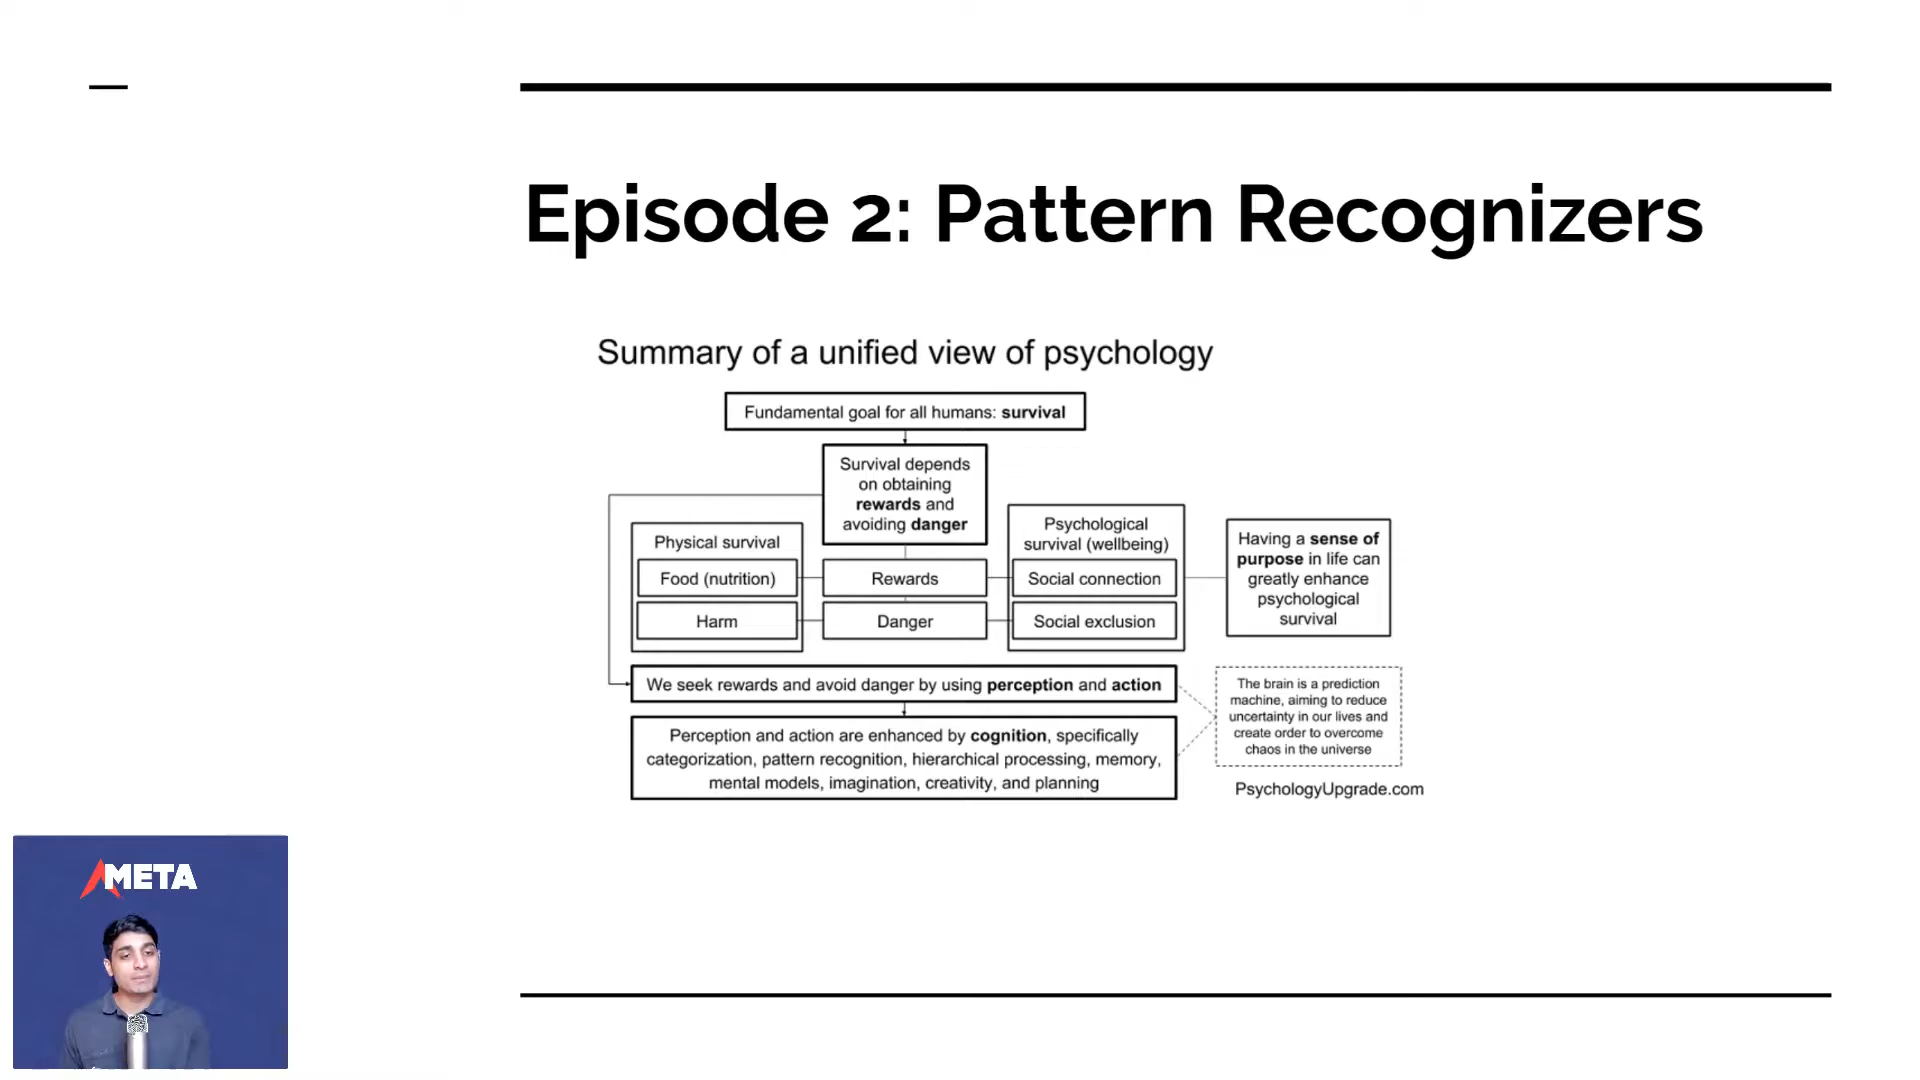 Episode 2: Pattern Recognizers
Summary of a unified view of psychology
Fundamental goal for all humans: survival
Survival depends
on obtaining
rewards and
avoiding danger
Physical survival
Food (nutrition)
Harm
Rewards
Danger
Psychological
survival (wellbeing)
Social connection
Social exclusion
Having a sense of
purpose in life can
greatly enhance
psychological
survival
We seek rewards and avoid danger by using perception and action
Perception and action are enhanced by cognition, specifically
categorization, pattern recognition, hierarchical processing, memory,
mental models, imagination, creativity, and planning
The brain is a prediction
machine, aiming to reduce
uncertainty in our lives and
create order to overcome
chaos in the universe
PsychologyUpgrade.com
META